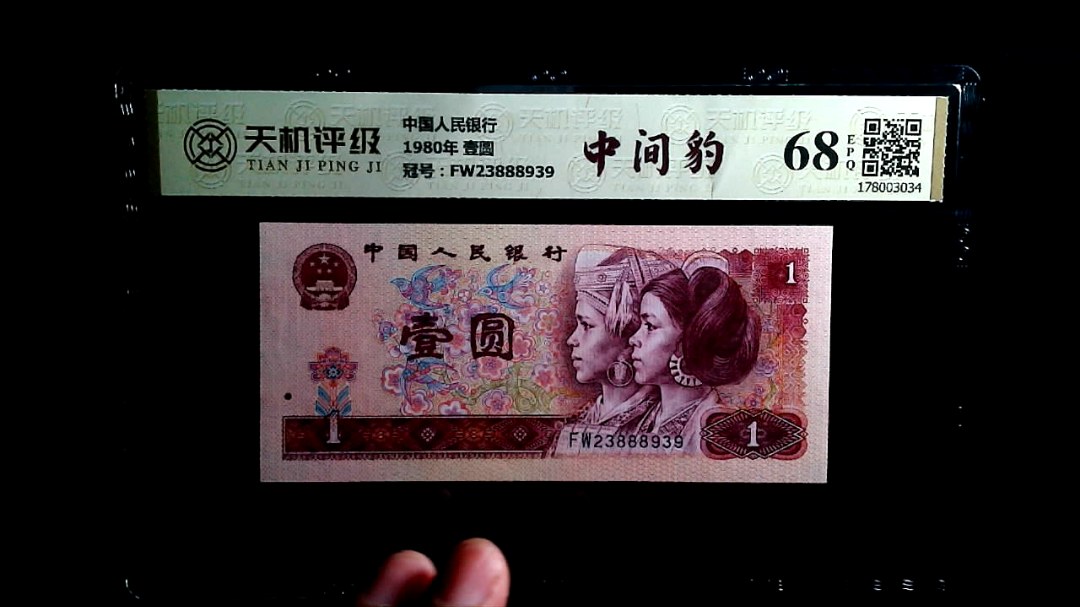 天机评级
TIAN JI PING JI
中国人民银行
1980年 壹圆
冠号：FW23888939
中间豹
68
EPQ
178003034
中国人民银行
1
壹圆
1
FW23888939
1